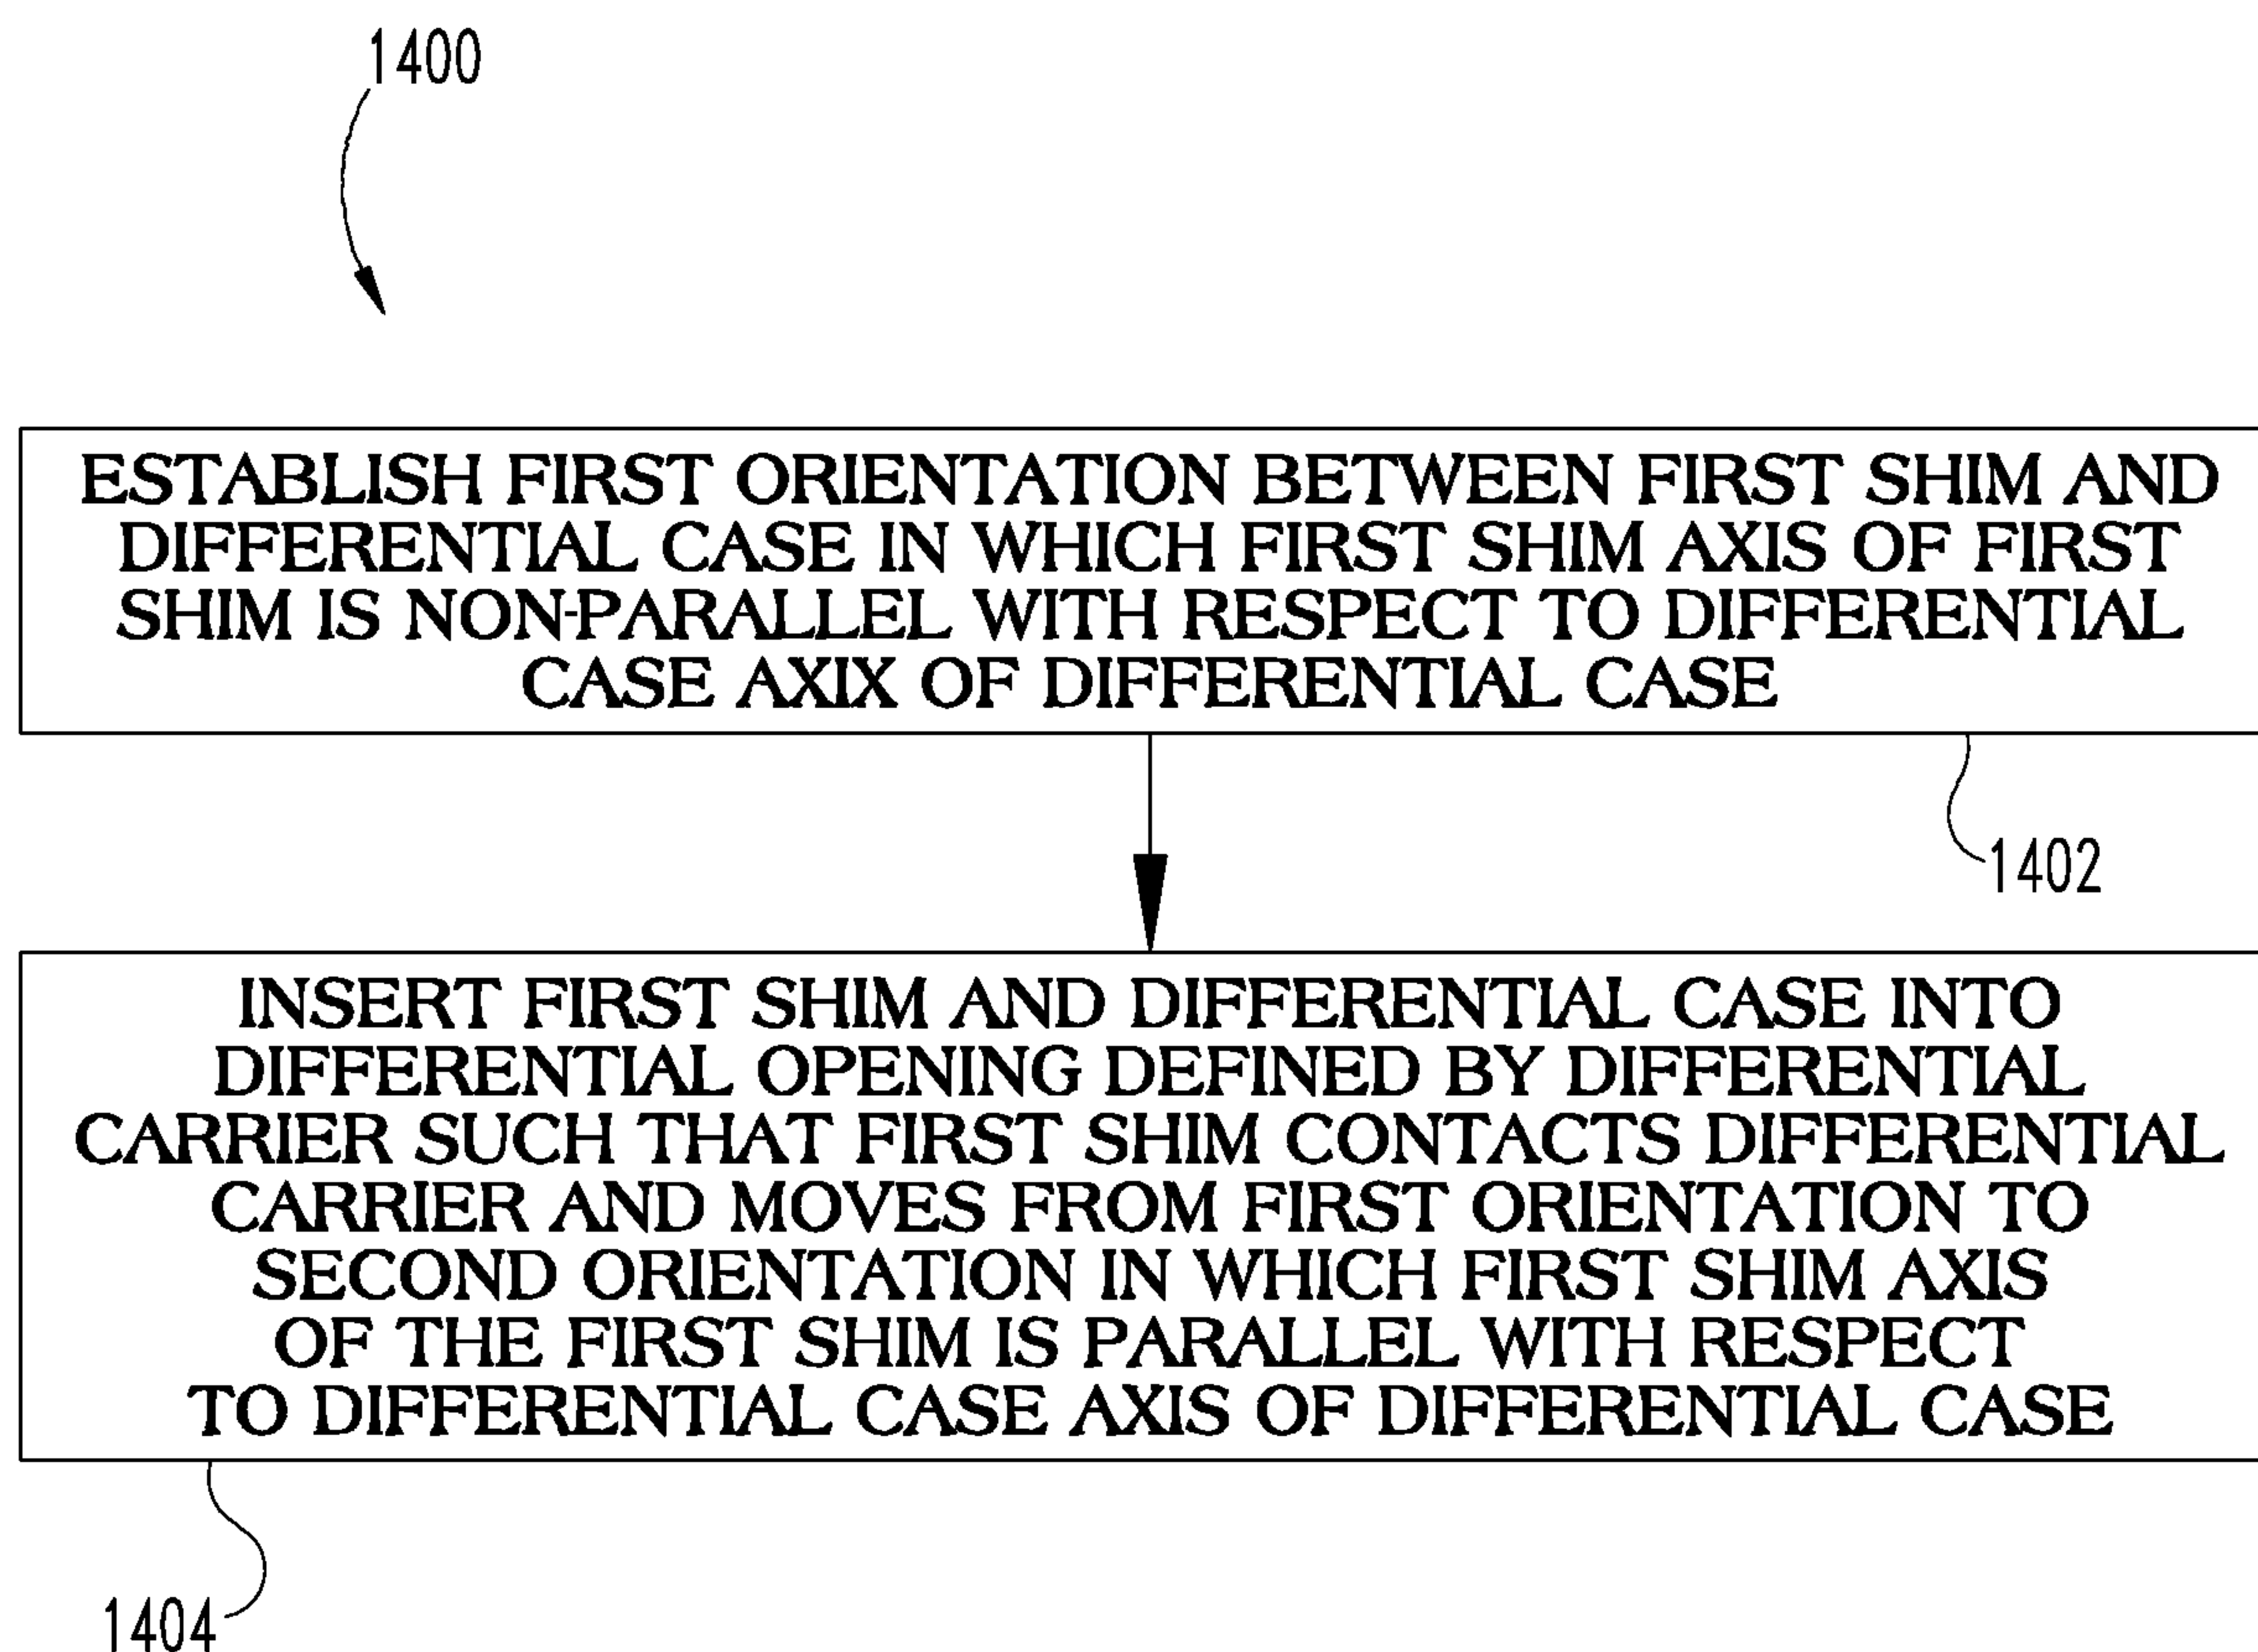 1400
ESTABLISH FIRST ORIENTATION BETWEEN FIRST SHIM AND
DIFFERENTIAL CASE IN WHICH FIRST SHIM AXIS OF FIRST
SHIM IS NON-PARALLEL WITH RESPECT TO DIFFERENTIAL
CASE AXIX OF DIFFERENTIAL CASE
1402
INSERT FIRST SHIM AND DIFFERENTIAL CASE INTO
DIFFERENTIAL OPENING DEFINED BY DIFFERENTIAL
CARRIER SUCH THAT FIRST SHIM CONTACTS DIFFERENTIAL
CARRIER AND MOVES FROM FIRST ORIENTATION TO
SECOND ORIENTATION IN WHICH FIRST SHIM AXIS
OF THE FIRST SHIM IS PARALLEL WITH RESPECT
TO DIFFERENTIAL CASE AXIS OF DIFFERENTIAL CASE
1404